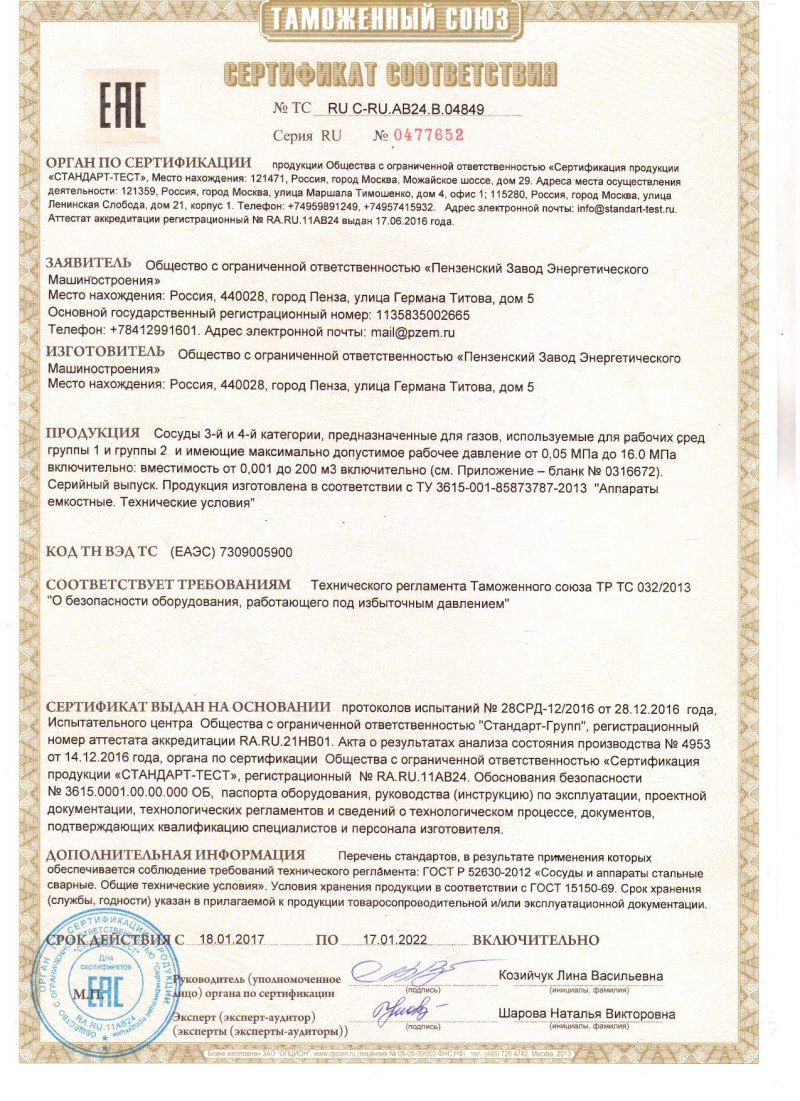 ТАМОЖЕННЫЙ СОЮЗ
СЕРТИФИКАТ СООТВЕТСТВИЯ
ЕАС
№ ТС RU C-RU.АВ24.В.04849
Серия RU № 0477652
ОРГАН ПО СЕРТИФИКАЦИИ продукции Общества с ограниченной ответственностью «Сертификация продукции
«СТАНДАРТ-ТЕСТ», Место нахождения: 121471, Россия, город Москва, Можайское шоссе, дом 29. Адреса места осуществления
деятельности: 121359, Россия, город Москва, улица Маршала Тимошенко, дом 4, офис 1; 115280, Россия, город Москва, улица
Ленинская Слобода, дом 21, корпус 1. Телефон: +74959891249, +74957415932. Адрес электронной почты: info@standart-test.ru.
Аттестат аккредитации регистрационный № RA.RU.11АВ24 выдан 17.06.2016 года.
ЗАЯВИТЕЛЬ Общество с ограниченной ответственностью «Пензенский Завод Энергетического
Машиностроения»
Место нахождения: Россия, 440028, город Пенза, улица Германа Титова, дом 5
Основной государственный регистрационный номер: 1135835002665
Телефон: +78412991601. Адрес электронной почты: mail@pzem.ru
ИЗГОТОВИТЕЛЬ Общество с ограниченной ответственностью «Пензенский Завод Энергетического
Машиностроения»
Место нахождения: Россия, 440028, город Пенза, улица Германа Титова, дом 5
ПРОДУКЦИЯ Сосуды 3-й и 4-й категории, предназначенные для газов, используемые для рабочих сред
группы 1 и группы 2 и имеющие максимально допустимое рабочее давление от 0,05 МПа до 16.0 МПа
включительно: вместимость от 0,001 до 200 м3 включительно (см. Приложение – бланк № 0316672).
Серийный выпуск. Продукция изготовлена в соответствии с ТУ 3615-001-85873787-2013 "Аппараты
емкостные. Технические условия"
КОД ТН ВЭД ТС (ЕАЭС) 7309005900
СООТВЕТСТВУЕТ ТРЕБОВАНИЯМ Технического регламента Таможенного союза ТР ТС 032/2013
"О безопасности оборудования, работающего под избыточным давлением"
СЕРТИФИКАТ ВЫДАН НА ОСНОВАНИИ протоколов испытаний № 28СРД-12/2016 от 28.12.2016 года,
Испытательного центра Общества с ограниченной ответственностью "Стандарт-Групп", регистрационный
номер аттестата аккредитации RA.RU.21НВ01. Акта о результатах анализа состояния производства № 4953
от 14.12.2016 года, органа по сертификации Общества с ограниченной ответственностью «Сертификация
продукции «СТАНДАРТ-ТЕСТ», регистрационный № RA.RU.11АВ24. Обоснования безопасности
№ 3615.0001.00.00.000 ОБ, паспорта оборудования, руководства (инструкцию) по эксплуатации, проектной
документации, технологических регламентов и сведений о технологическом процессе, документов,
подтверждающих квалификацию специалистов и персонала изготовителя.
ДОПОЛНИТЕЛЬНАЯ ИНФОРМАЦИЯ Перечень стандартов, в результате применения которых
обеспечивается соблюдение требований технического регламента: ГОСТ Р 52630-2012 «Сосуды и аппараты стальные
сварные. Общие технические условия». Условия хранения продукции в соответствии с ГОСТ 15150-69. Срок хранения
(службы, годности) указан в прилагаемой к продукции товаросопроводительной и/или эксплуатационной документации.
СРОК ДЕЙСТВИЯ С 18.01.2017 ПО 17.01.2022 ВКЛЮЧИТЕЛЬНО
Для
сертификатов
ЕАС
RA.RU.11АВ24
М.П.
Руководитель (уполномоченное
лицо) органа по сертификации
(подпись)
Козийчук Лина Васильевна
(инициалы, фамилия)
Эксперт (эксперт-аудитор)
(эксперты (эксперты-аудиторы))
(подпись)
Шарова Наталья Викторовна
(инициалы, фамилия)
Бланк изготовлен ЗАО "ОПЦИОН", www.opcion.ru (лицензия № 05-05-09/003 ФНС РФ), тел. (495) 726 4742, Москва, 2013